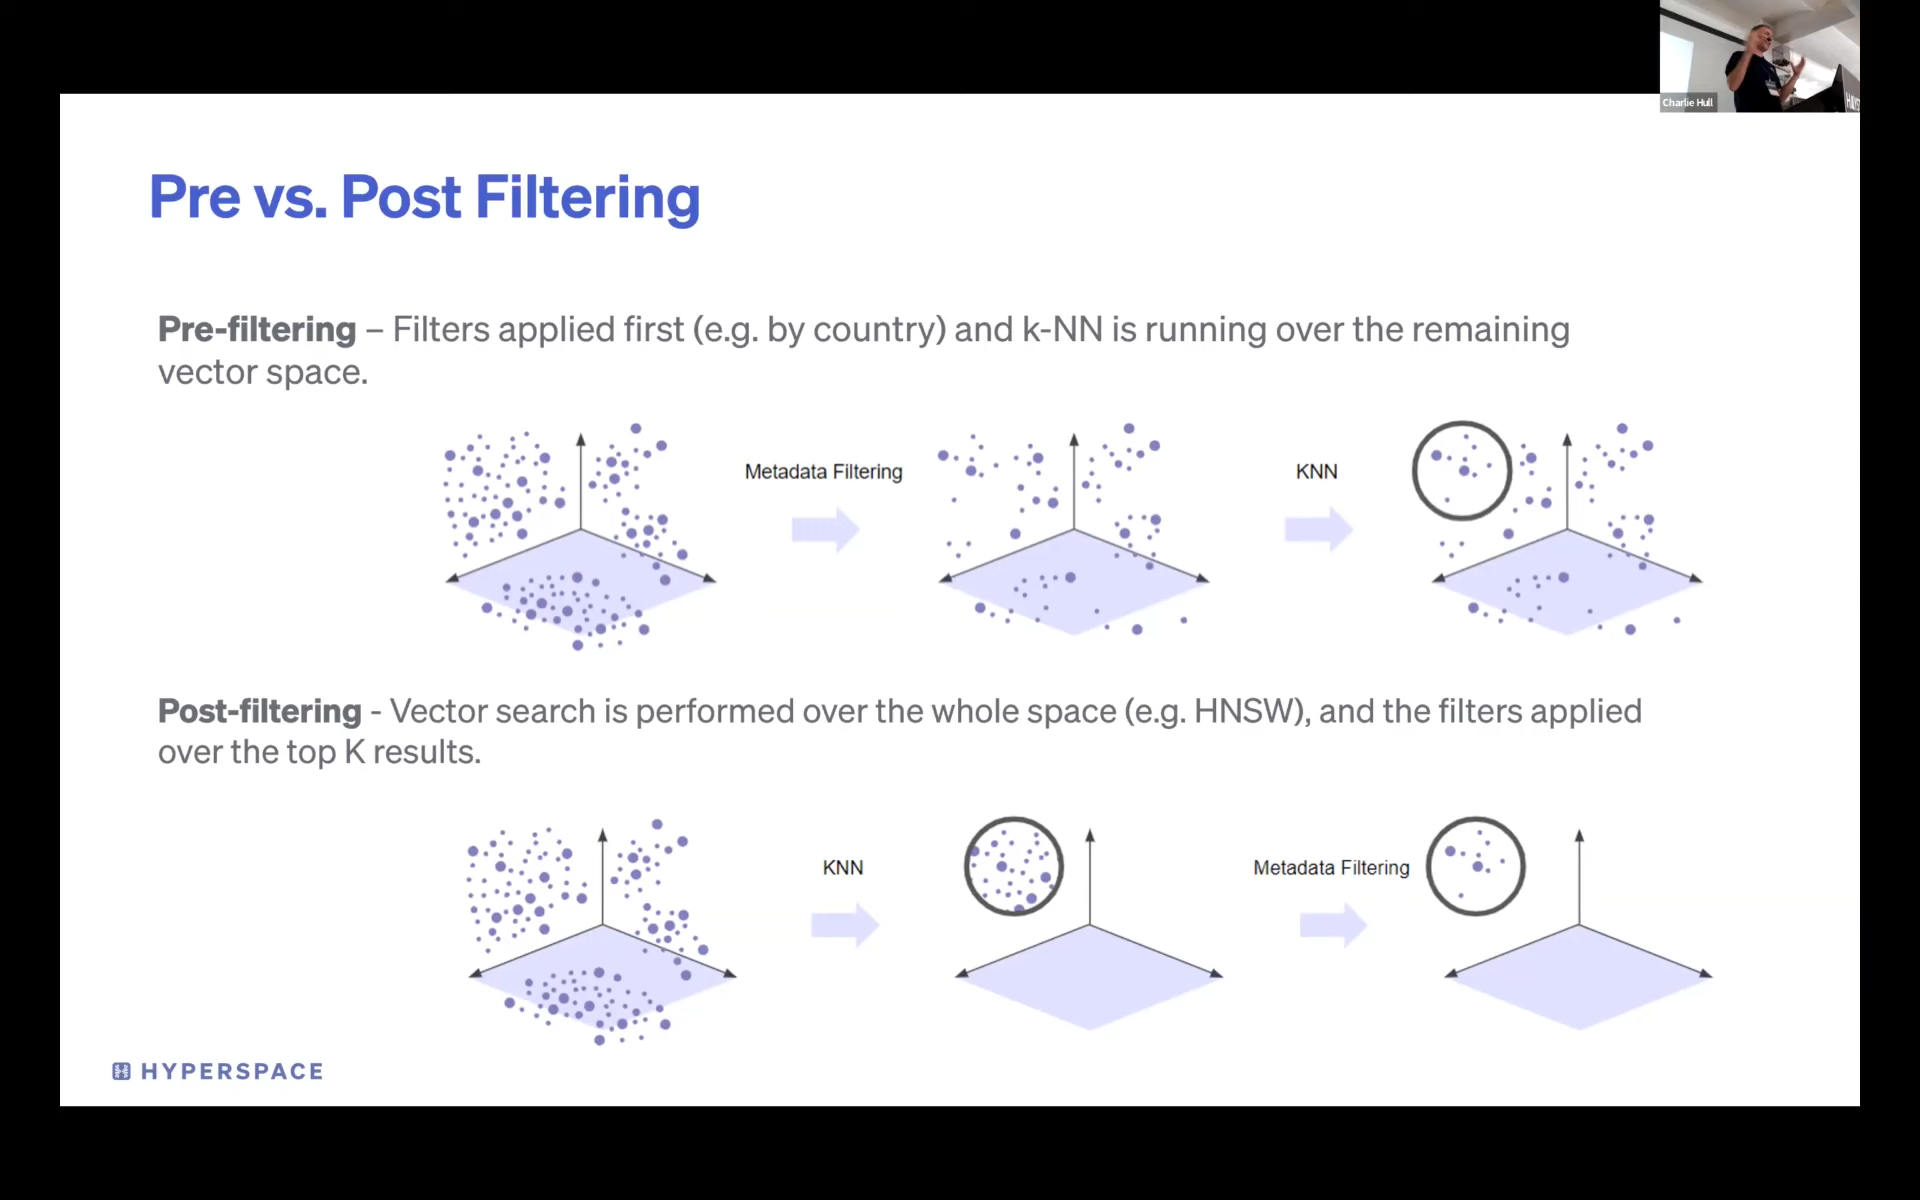 Charlie Hull
Pre vs. Post Filtering
Pre-filtering – Filters applied first (e.g. by country) and k-NN is running over the remaining
vector space.
Metadata Filtering
KNN
Post-filtering - Vector search is performed over the whole space (e.g. HNSW), and the filters applied
over the top K results.
KNN
Metadata Filtering
HYPERSPACE